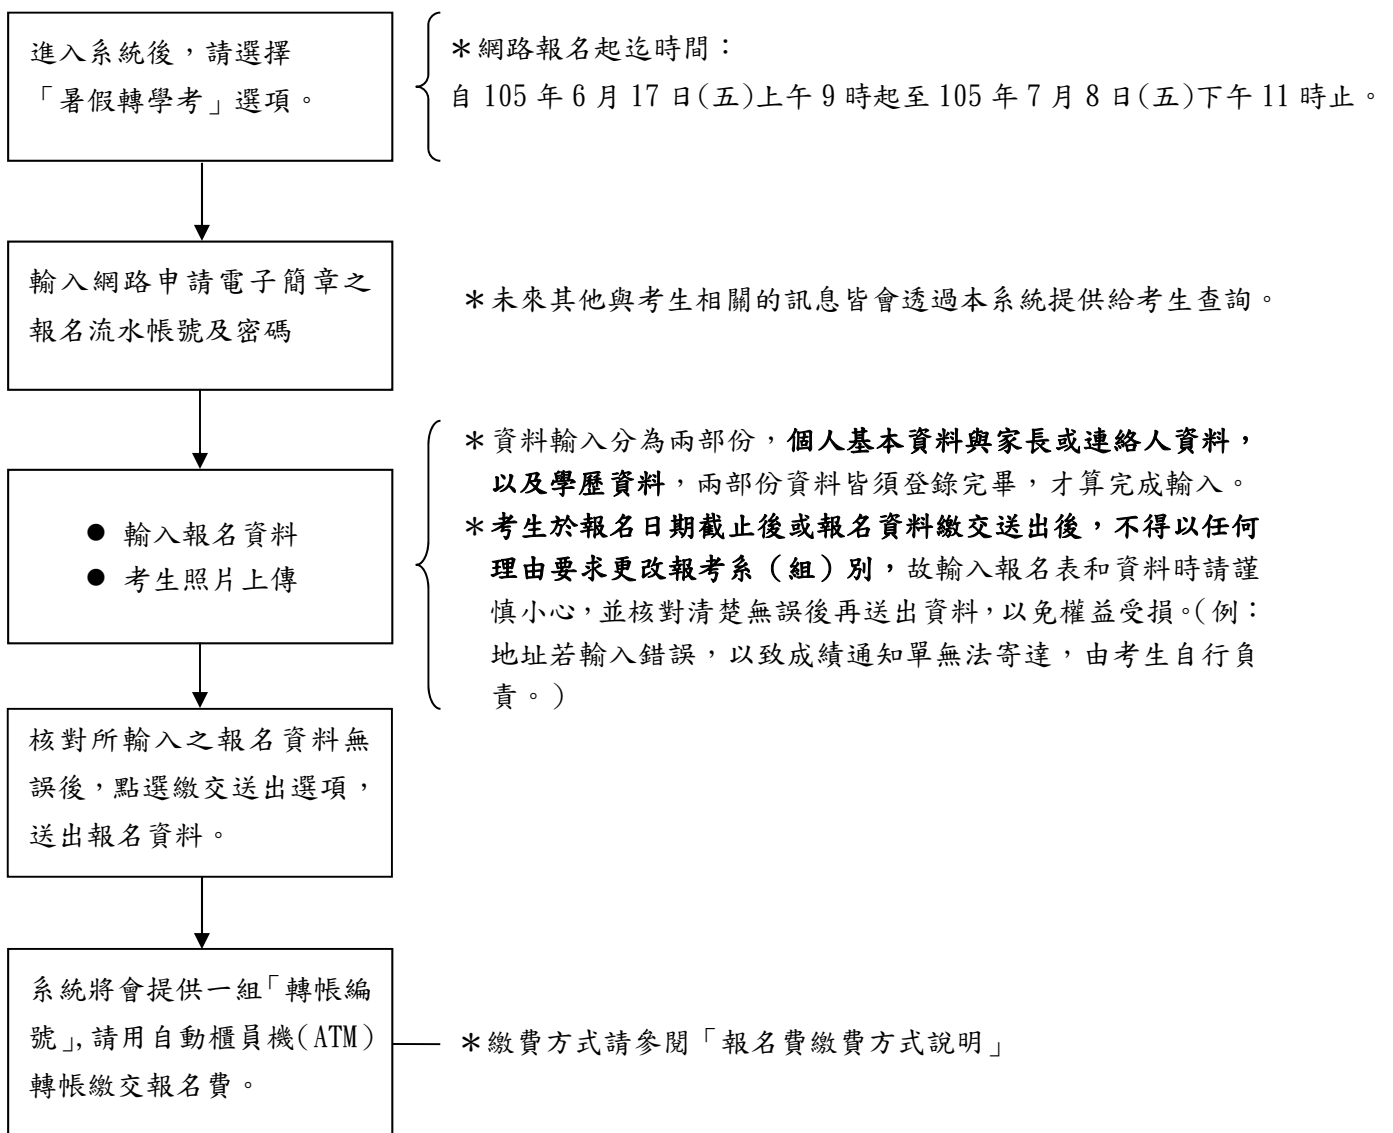 進入系統後，請選擇
「暑假轉學考」選項。
＊網路報名起迄時間：
自 105 年 6 月 17 日(五)上午 9 時起至 105 年 7 月 8 日(五)下午 11 時止。
輸入網路申請電子簡章之
報名流水帳號及密碼
＊未來其他與考生相關的訊息皆會透過本系統提供給考生查詢。
● 輸入報名資料
● 考生照片上傳
＊資料輸入分為兩部份，個人基本資料與家長或連絡人資料，
以及學歷資料，兩部份資料皆須登錄完畢，才算完成輸入。
＊考生於報名日期截止後或報名資料繳交送出後，不得以任何
理由要求更改報考系（組）別，故輸入報名表和資料時請謹
慎小心，並核對清楚無誤後再送出資料，以免權益受損。(例：
地址若輸入錯誤，以致成績通知單無法寄達，由考生自行負
責。)
核對所輸入之報名資料無
誤後，點選繳交送出選項，
送出報名資料。
系統將會提供一組「轉帳編
號」，請用自動櫃員機(ATM)
轉帳繳交報名費。
＊繳費方式請參閱「報名費繳費方式說明」